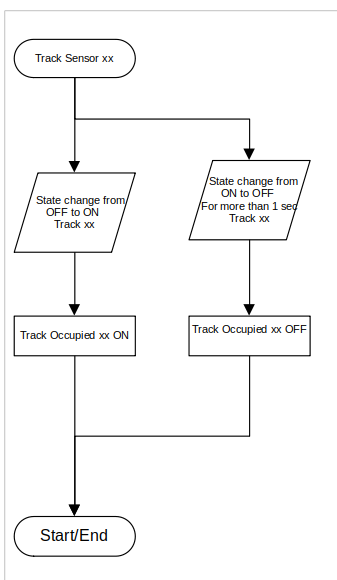 Track Sensor xx
State change from
OFF to ON
Track xx
State change from
ON to OFF
For more than 1 sec
Track xx
Track Occupied xx ON
Track Occupied xx OFF
Start/End